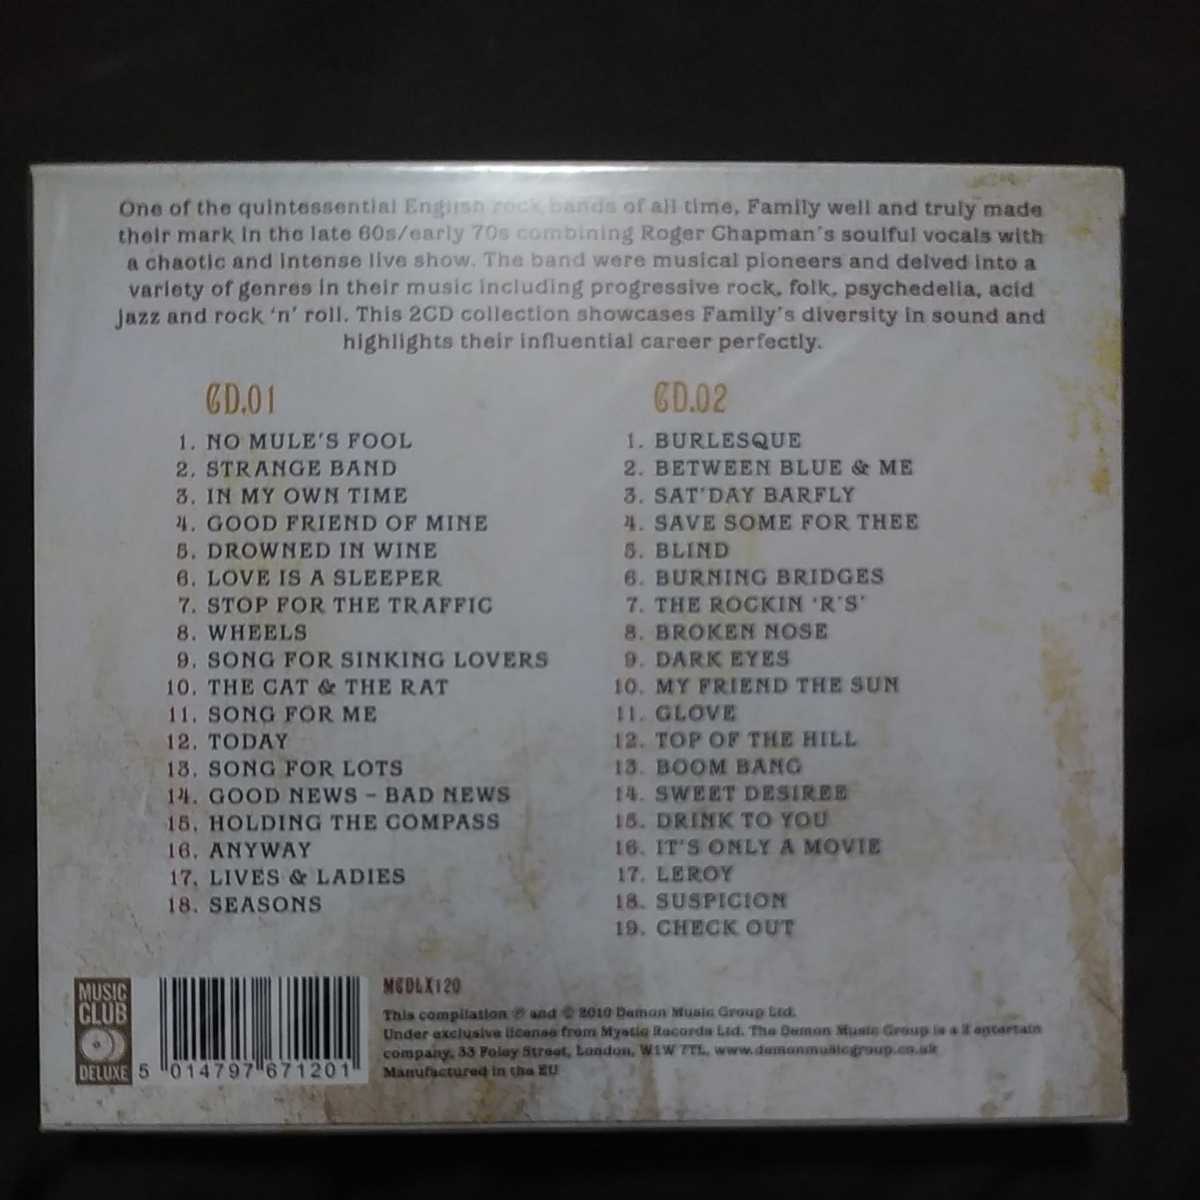 One of the quintessential English rock bands of all time, Family well and truly made
their mark in the late 60s/early 70s combining Roger Chapman's soulful vocals with
a chaotic and intense live show. The band were musical pioneers and delved into a
variety of genres in their music including progressive rock, folk, psychedelia, acid
jazz and rock 'n' roll. This 2CD collection showcases Family's diversity in sound and
highlights their influential career perfectly.
CD.01
1. NO MULE'S FOOL
2. STRANGE BAND
3. IN MY OWN TIME
4. GOOD FRIEND OF MINE
5. DROWNED IN WINE
6. LOVE IS A SLEEPER
7. STOP FOR THE TRAFFIC
8. WHEELS
9. SONG FOR SINKING LOVERS
10. THE CAT & THE RAT
11. SONG FOR ME
12. TODAY
13. SONG FOR LOTS
14. GOOD NEWS - BAD NEWS
15. HOLDING THE COMPASS
16. ANYWAY
17. LIVES & LADIES
18. SEASONS
CD.02
1. BURLESQUE
2. BETWEEN BLUE & ME
3. SAT'DAY BARFLY
4. SAVE SOME FOR THEE
5. BLIND
6. BURNING BRIDGES
7. THE ROCKIN 'R'S'
8. BROKEN NOSE
9. DARK EYES
10. MY FRIEND THE SUN
11. GLOVE
12. TOP OF THE HILL
13. BOOM BANG
14. SWEET DESIREE
15. DRINK TO YOU
16. IT'S ONLY A MOVIE
17. LEROY
18. SUSPICION
19. CHECK OUT
MUSIC
CLUB
DELUXE
5 014797 671201
MCDLX120
This compilation ℗ and © 2010 Demon Music Group Ltd.
Under exclusive license from Mystic Records Ltd. The Demon Music Group is a 2 entertain
company, 33 Foley Street, London, W1W 7TL, www.demonmusicgroup.co.uk
Manufactured in the EU